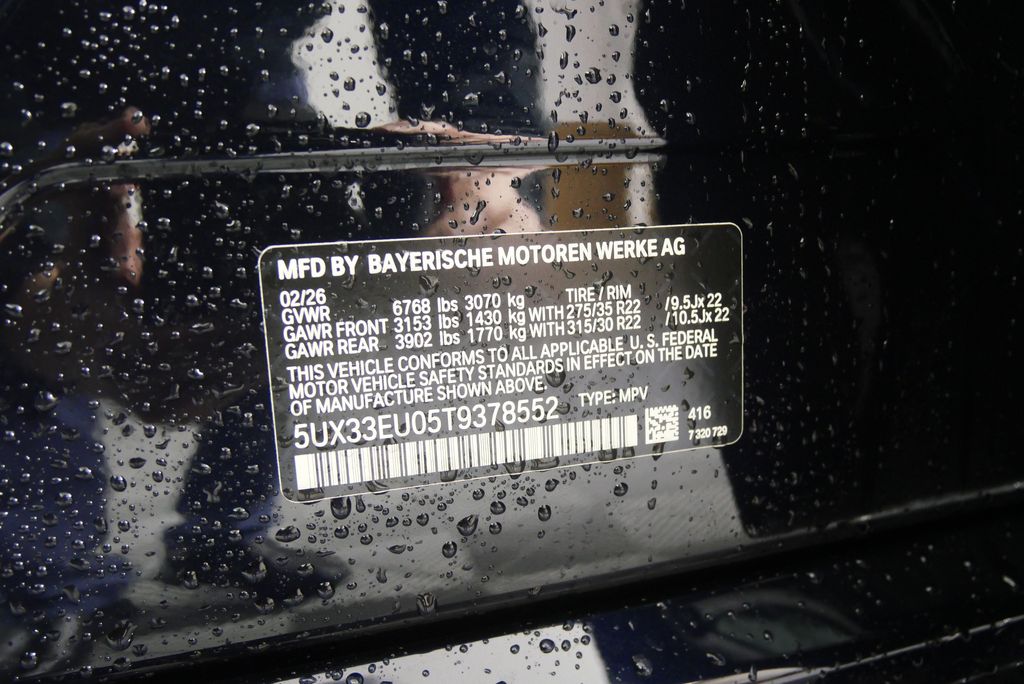 MFD BY BAYERISCHE MOTOREN WERKE AG
02/26
GVWR 6768 lbs 3070 kg TIRE / RIM
GAWR FRONT 3153 lbs 1430 kg WITH 275/35 R22 /9.5Jx 22
GAWR REAR 3902 lbs 1770 kg WITH 315/30 R22 /10.5Jx 22
THIS VEHICLE CONFORMS TO ALL APPLICABLE U. S. FEDERAL
MOTOR VEHICLE SAFETY STANDARDS IN EFFECT ON THE DATE
OF MANUFACTURE SHOWN ABOVE.
5UX33EU05T9378552 TYPE: MPV
416
7 320 729